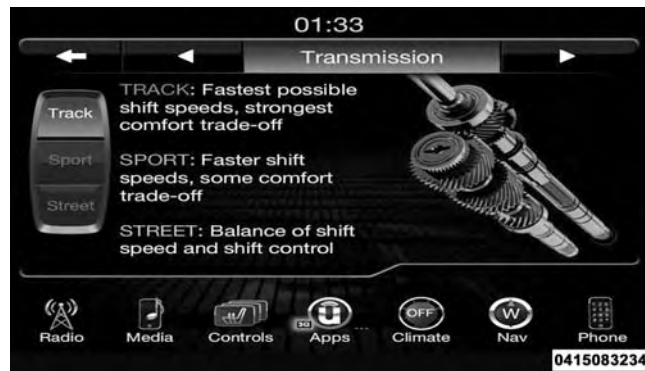 01:33
Transmission
Track
Sport
Street
TRACK: Fastest possible
shift speeds, strongest
comfort trade-off
SPORT: Faster shift
speeds, some comfort
trade-off
STREET: Balance of shift
speed and shift control
Radio
Media
Controls
3G
u
Apps
...
OFF
Climate
W
Nav
Phone
0415083234